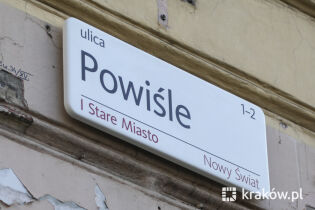 ulica
Powiśle
1–2
I Stare Miasto
Nowy Świat
kraków.pl